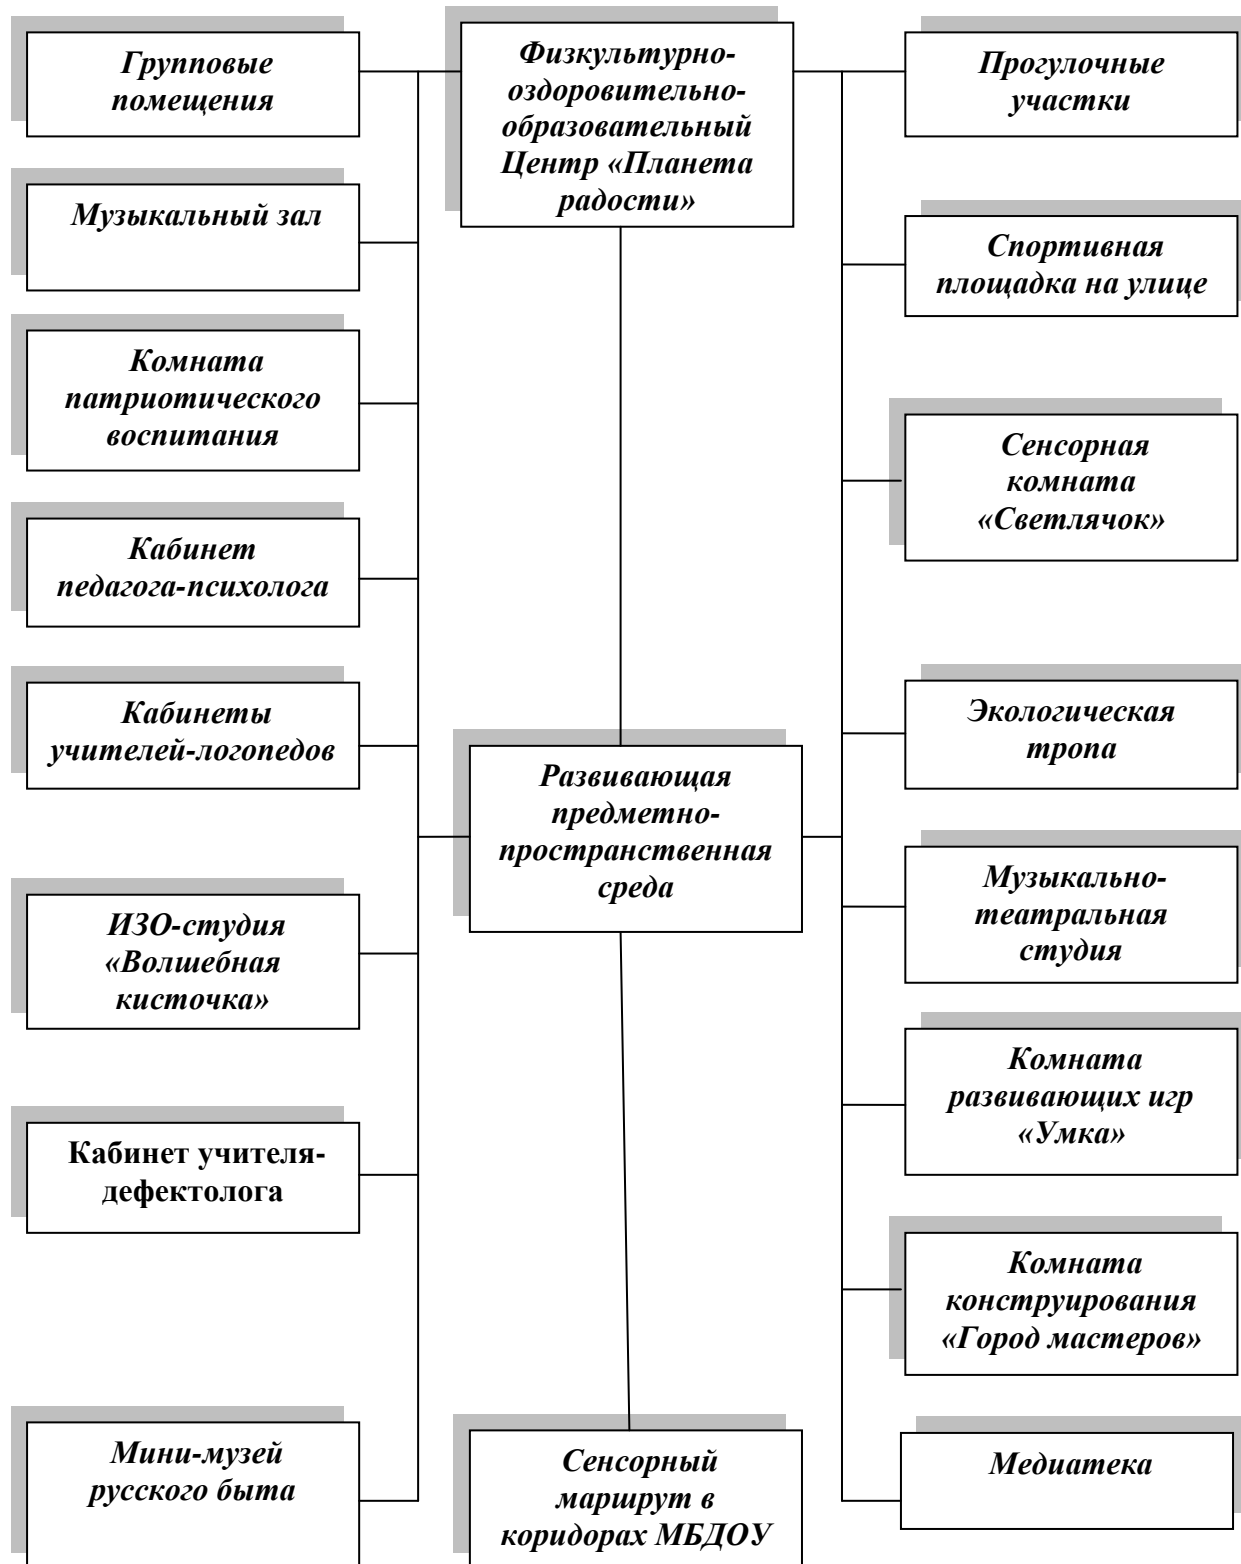 Групповые
помещения
Музыкальный зал
Комната
патриотического
воспитания
Кабинет
педагога-психолога
Кабинеты
учителей-логопедов
ИЗО-студия
«Волшебная
кисточка»
Кабинет учителя-
дефектолога
Мини-музей
русского быта
Физкультурно-
оздоровительно-
образовательный
Центр «Планета
радости»
Развивающая
предметно-
пространственная
среда
Сенсорный
маршрут в
коридорах МБДОУ
Прогулочные
участки
Спортивная
площадка на улице
Сенсорная
комната
«Светлячок»
Экологическая
тропа
Музыкально-
театральная
студия
Комната
развивающих игр
«Умка»
Комната
конструирования
«Город мастеров»
Медиатека